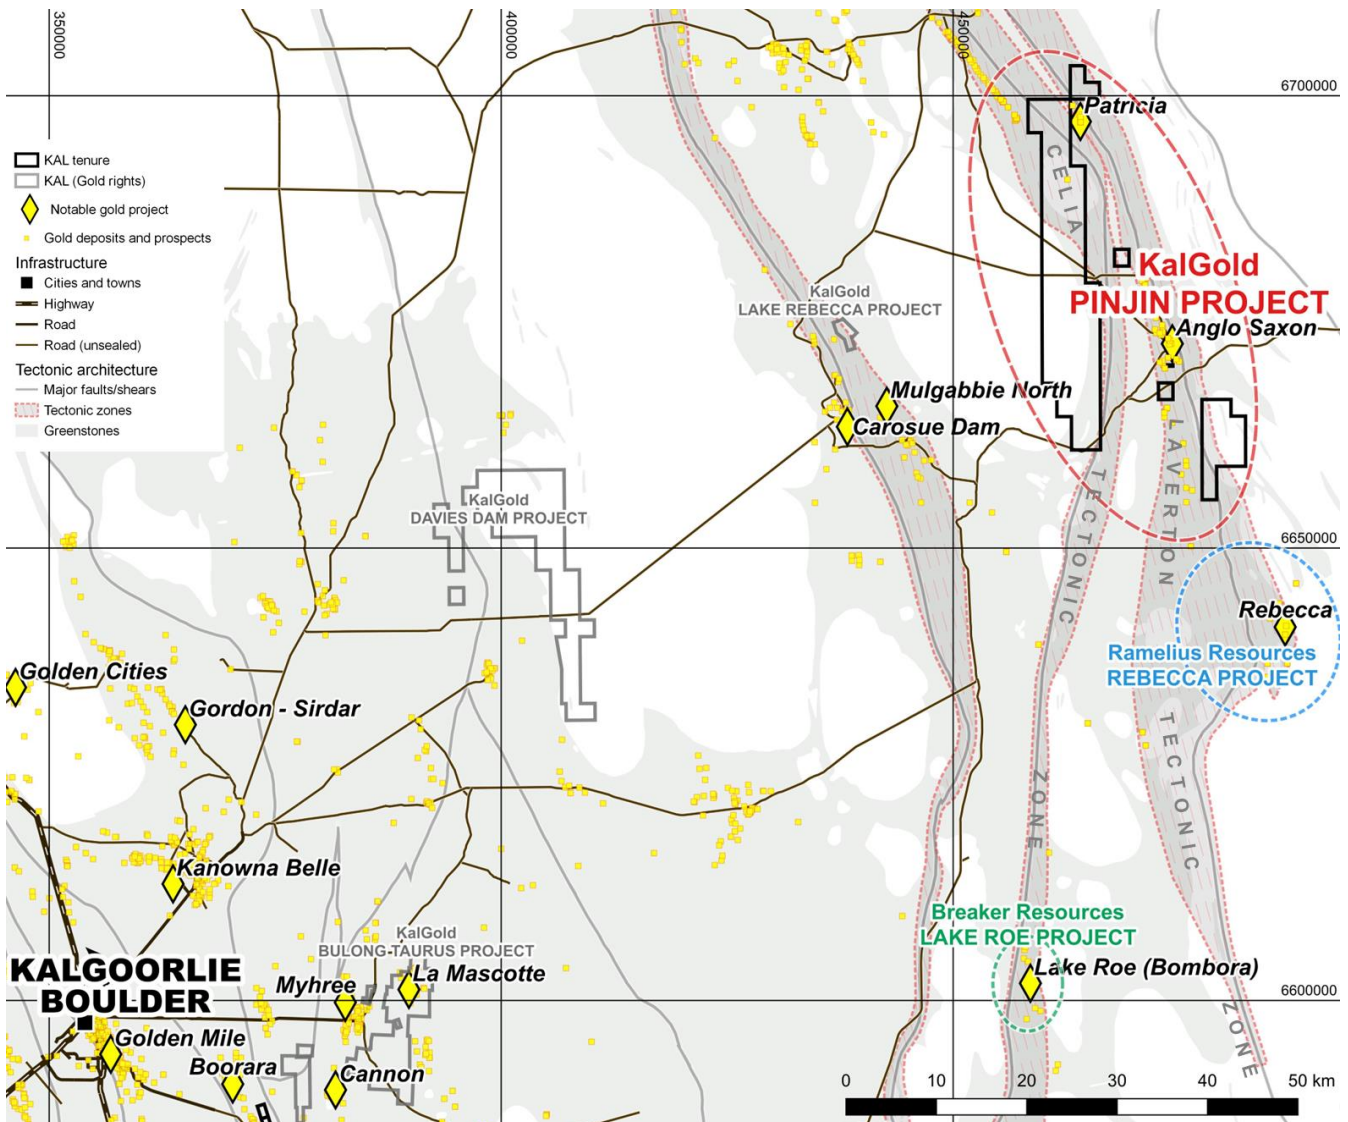 350000
400000
450000
6700000
Patricia
KAL tenure
KAL (Gold rights)
Notable gold project
Gold deposits and prospects
Infrastructure
Cities and towns
Highway
Road
Road (unsealed)
Tectonic architecture
Major faults/shears
Tectonic zones
Greenstones
CELIA
TECTONIC
ZONE
KalGold
PINJIN PROJECT
KalGold
LAKE REBECCA PROJECT
Anglo Saxon
Mulgabbie North
Carosue Dam
LAVERTON
TECTONIC
ZONE
KalGold
DAVIES DAM PROJECT
6650000
Rebecca
Ramelius Resources
REBECCA PROJECT
Golden Cities
Gordon - Sirdar
Kanowna Belle
Breaker Resources
LAKE ROE PROJECT
Lake Roe (Bombora)
KalGold
BULONG-TAURUS PROJECT
La Mascotte
Myhree
KALGOORLIE
BOULDER
6600000
Golden Mile
Boorara
Cannon
0 10 20 30 40 50 km